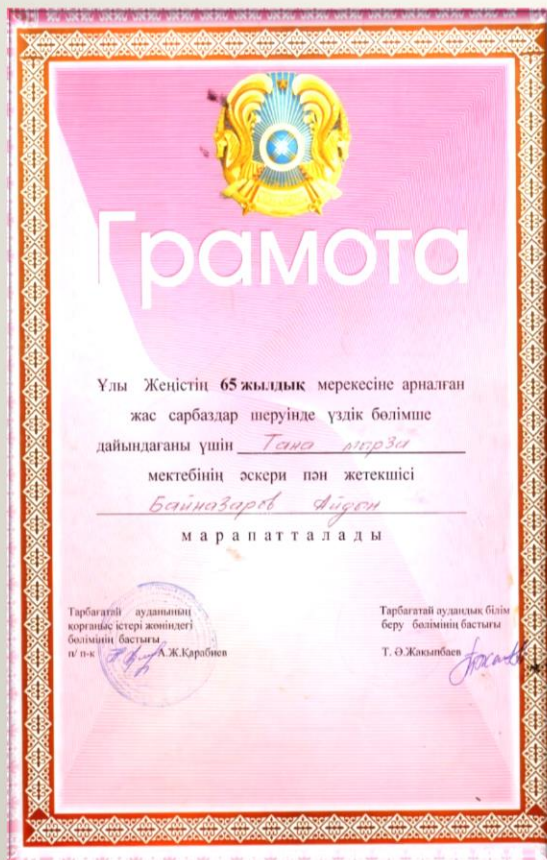 Грамота
Ұлы Жеңістің 65 жылдық мерекесіне арналған
жас сарбаздар шеруінде үздік бөлімше
дайындағаны үшін Тана мырза
мектебінің әскери пән жетекшісі
Байназаров Айдын
марапатталады
Тарбағатай ауданының
қорғаныс істері жөніндегі
бөлімінің бастығы
п/ п-к А.Ж.Қарабиев
Тарбағатай аудандық білім
беру бөлімінің бастығы
Т. Ә.Жақыпбаев